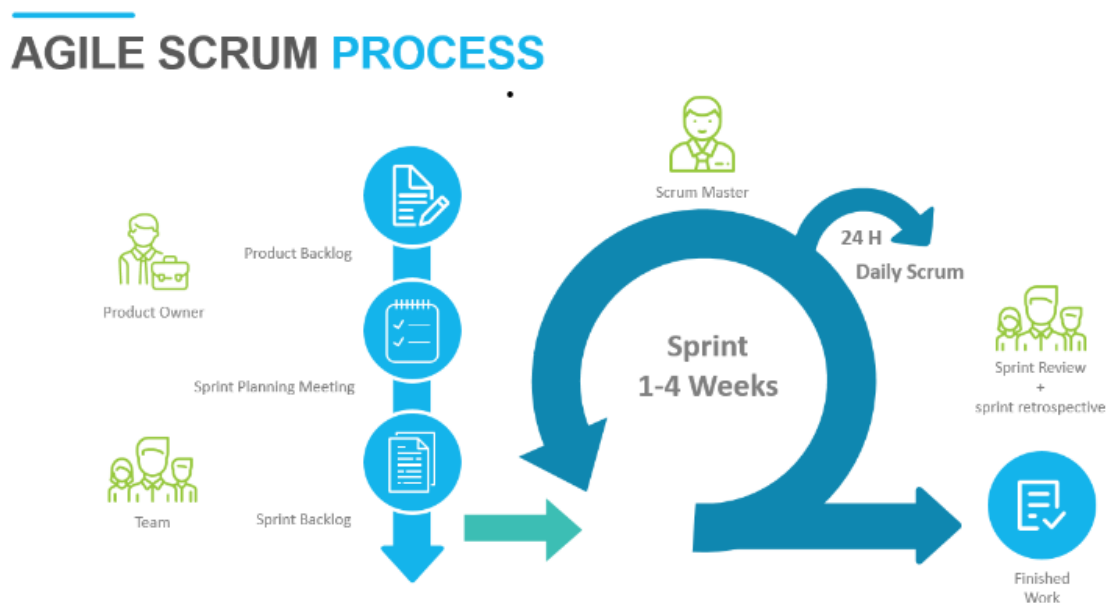 AGILE SCRUM PROCESS
Scrum Master
24 H
Daily Scrum
Product Backlog
Product Owner
Sprint
1-4 Weeks
Sprint Planning Meeting
Sprint Review
+
sprint retrospective
Team
Sprint Backlog
Finished
Work